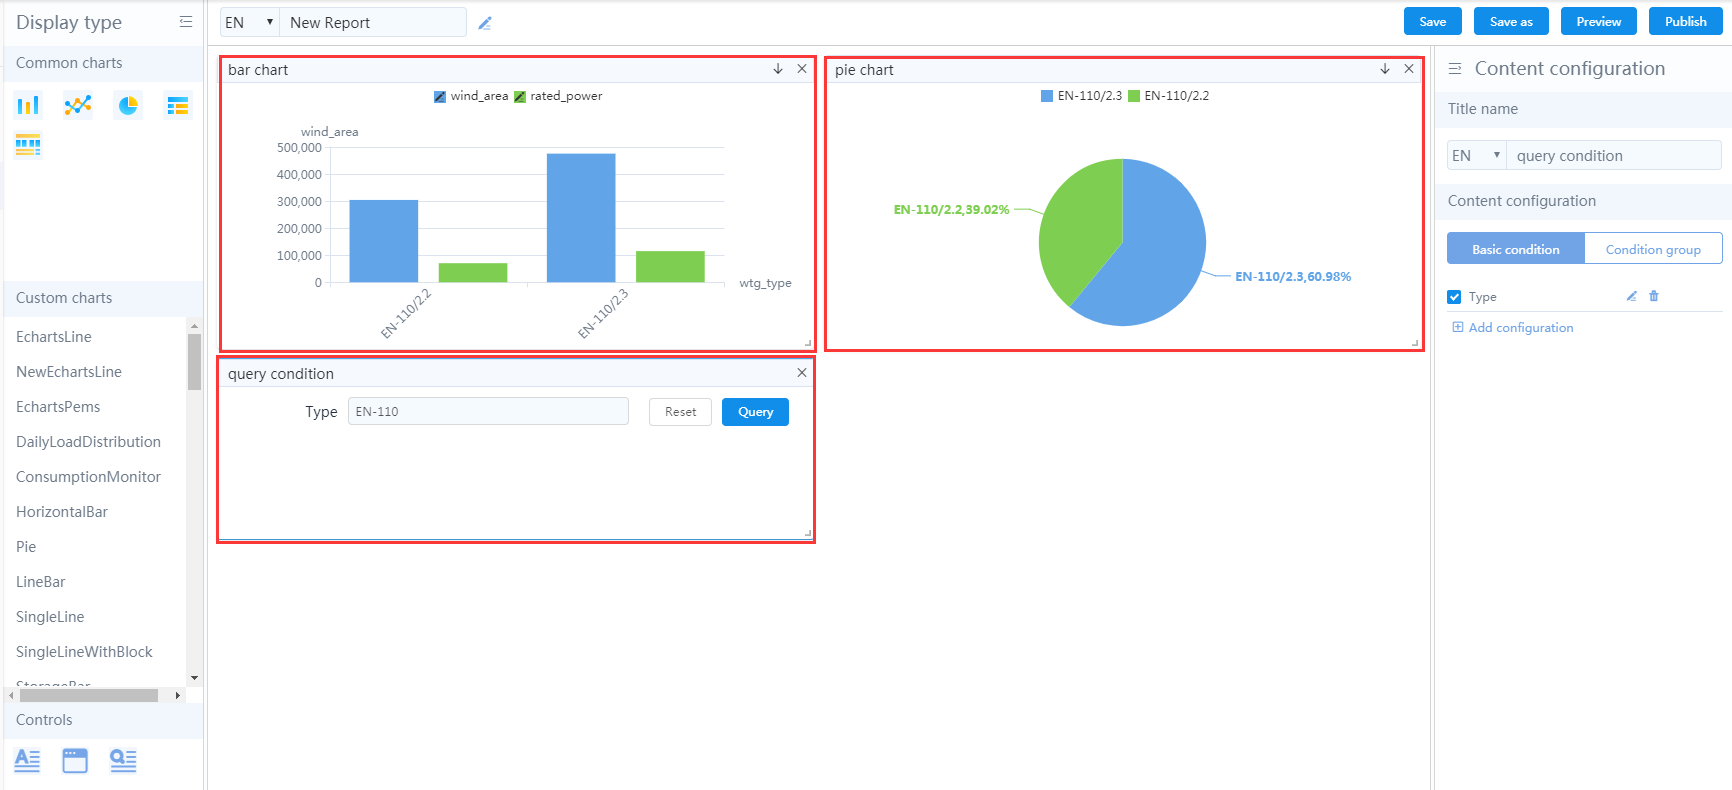 Display type
Common charts
Custom charts
EchartsLine
NewEchartsLine
EchartsPems
DailyLoadDistribution
ConsumptionMonitor
HorizontalBar
Pie
LineBar
SingleLine
SingleLineWithBlock
StorageBar
Controls
EN New Report
Save Save as Preview Publish
bar chart
wind_area rated_power
wind_area
500,000
400,000
300,000
200,000
100,000
0
EN-110/2.2 EN-110/2.3
wtg_type
pie chart
EN-110/2.3 EN-110/2.2
EN-110/2.2,39.02%
EN-110/2.3,60.98%
query condition
Type EN-110 Reset Query
Content configuration
Title name
EN query condition
Content configuration
Basic condition Condition group
Type
Add configuration